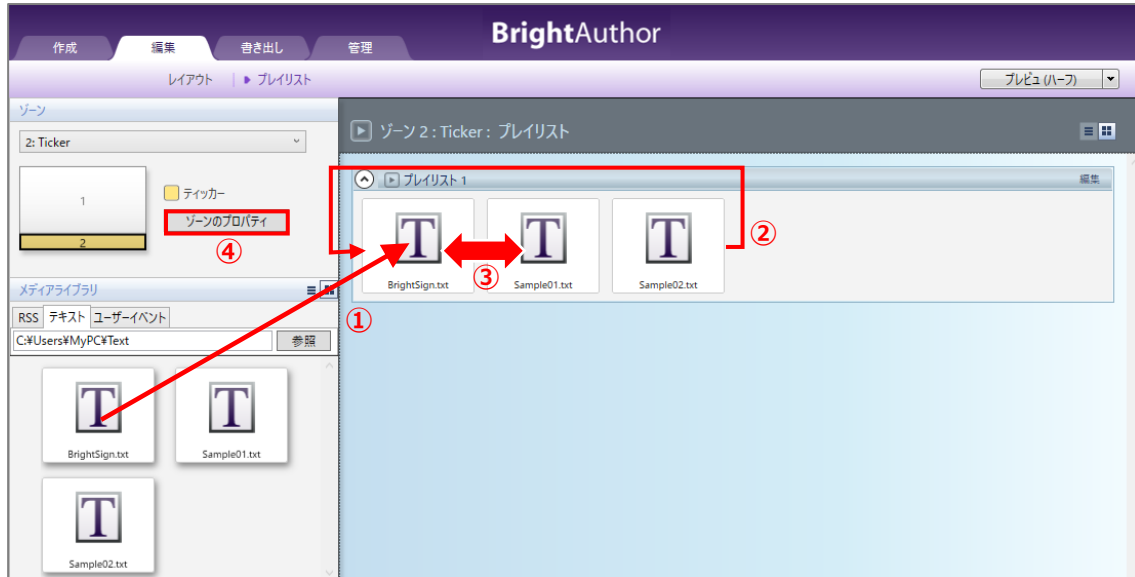 BrightAuthor
作成 編集 書き出し 管理
レイアウト プレイリスト プレビュ (ハーフ)
ゾーン
2: Ticker
1
2
ティッカー
ゾーンのプロパティ
④
メディアライブラリ
RSS テキスト ユーザーイベント
C:¥Users¥MyPC¥Text 参照
T
BrightSign.txt
T
Sample01.txt
T
Sample02.txt
ゾーン 2 : Ticker : プレイリスト
プレイリスト 1 編集
T
BrightSign.txt
T
Sample01.txt
T
Sample02.txt
①
②
③